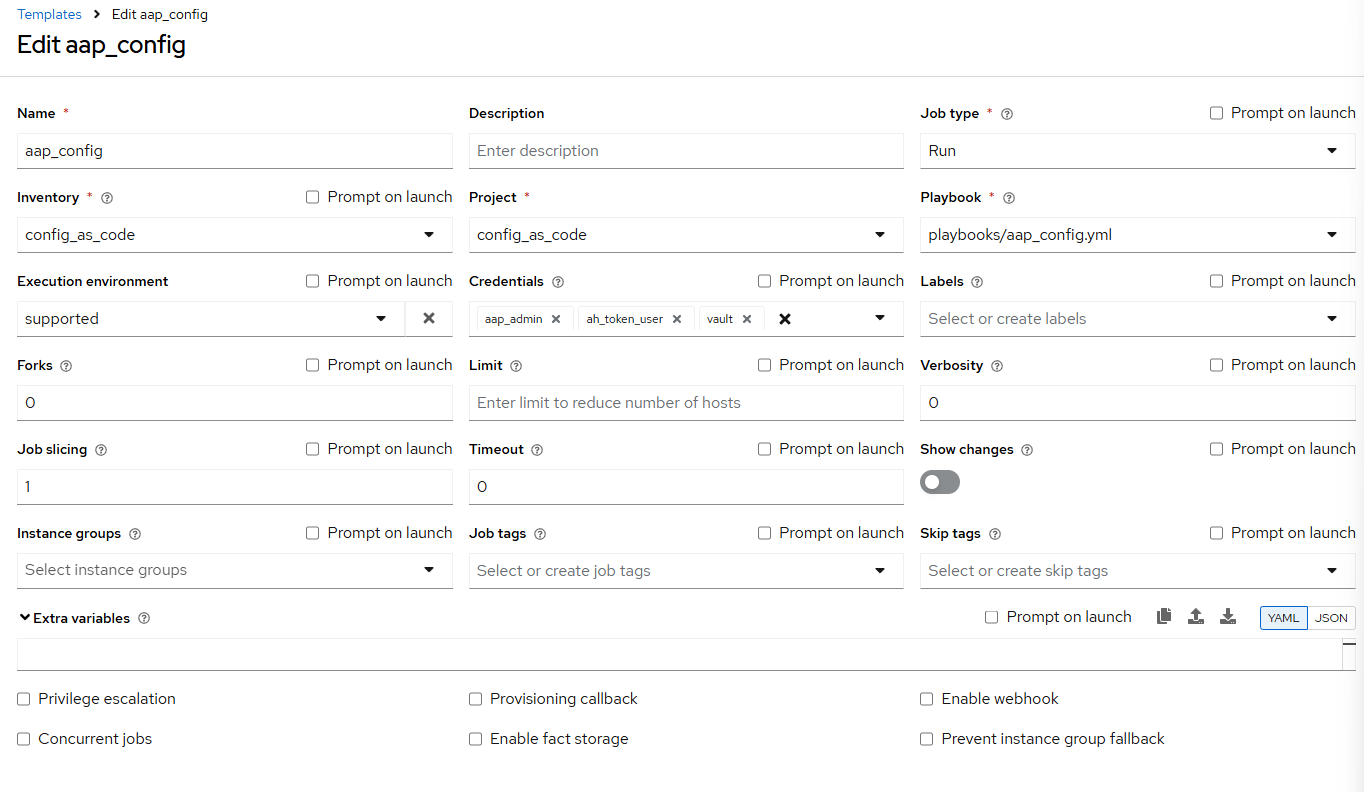 Templates > Edit aap_config
Edit aap_config
Name * Description Job type * Prompt on launch
aap_config Enter description Run
Inventory * Prompt on launch Project * Playbook *
config_as_code config_as_code playbooks/aap_config.yml
Execution environment Prompt on launch Credentials Prompt on launch Labels Prompt on launch
supported aap_admin ah_token_user vault Select or create labels
Forks Prompt on launch Limit Prompt on launch Verbosity Prompt on launch
0 Enter limit to reduce number of hosts 0
Job slicing Prompt on launch Timeout Prompt on launch Show changes Prompt on launch
1 0
Instance groups Prompt on launch Job tags Prompt on launch Skip tags Prompt on launch
Select instance groups Select or create job tags Select or create skip tags
Extra variables Prompt on launch YAML JSON
Privilege escalation Provisioning callback Enable webhook
Concurrent jobs Enable fact storage Prevent instance group fallback